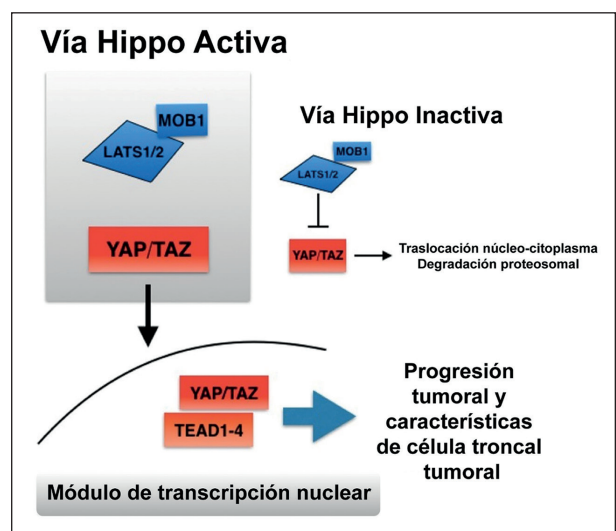 Vía Hippo Activa
MOB1
LATS1/2
YAP/TAZ
Vía Hippo Inactiva
MOB1
LATS1/2
YAP/TAZ
Traslocación núcleo-citoplasma
Degradación proteosomal
YAP/TAZ
TEAD1-4
Progresión
tumoral y
características
de célula troncal
tumoral
Módulo de transcripción nuclear